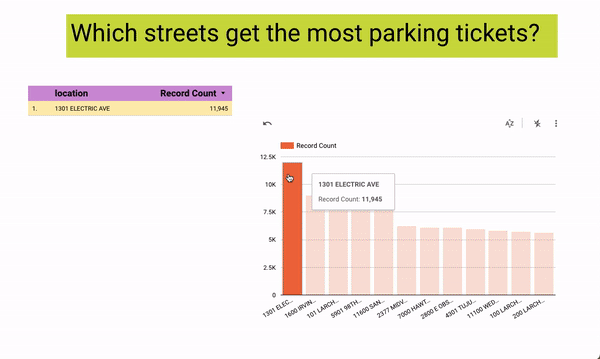 Which streets get the most parking tickets?
location Record Count
1. 1301 ELECTRIC AVE 11,945
Record Count
12.5K
10K
7.5K
5K
2.5K
0
1301 ELECTRIC AVE
Record Count: 11,945
1301 ELEC...
1600 IRVIN...
101 LARCH...
5901 98TH...
11600 SAN...
2377 MIDV...
7000 HAWT...
2800 E OBS...
4301 TUJU...
11100 WED...
100 LARCH...
200 LARCH...